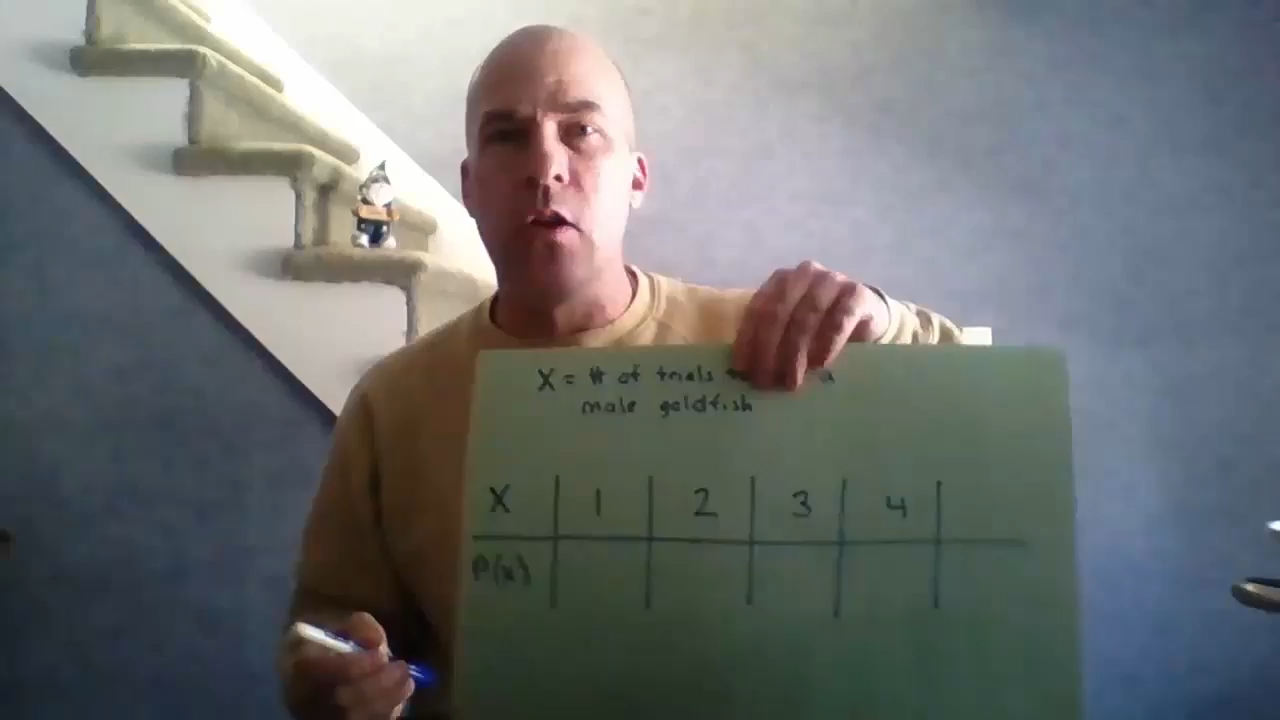 X = # of trials a
male goldfish
X 1 2 3 4
P(x)